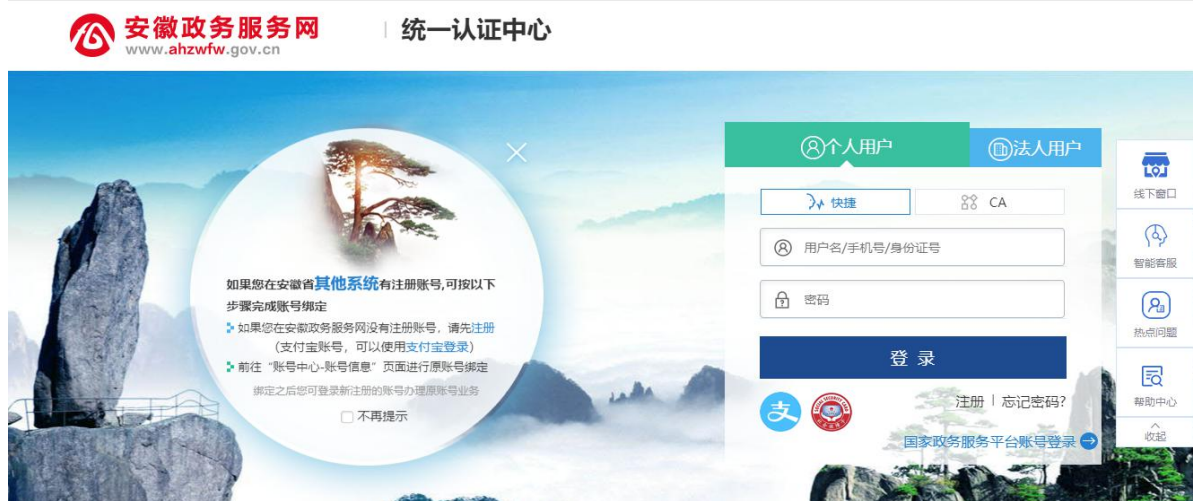 安徽政务服务网
www.ahzwfw.gov.cn
统一认证中心
如果您在安徽省其他系统有注册账号,可按以下
步骤完成账号绑定
如果您在安徽政务服务网没有注册账号，请先注册
（支付宝账号，可以使用支付宝登录）
前往“账号中心-账号信息”页面进行原账号绑定
绑定之后您可登录新注册的账号办理原账号业务
不再提示
个人用户
法人用户
快捷
CA
用户名/手机号/身份证号
密码
登录
支
注册 | 忘记密码?
国家政务服务平台账号登录
线下窗口
智能客服
热点问题
帮助中心
收起